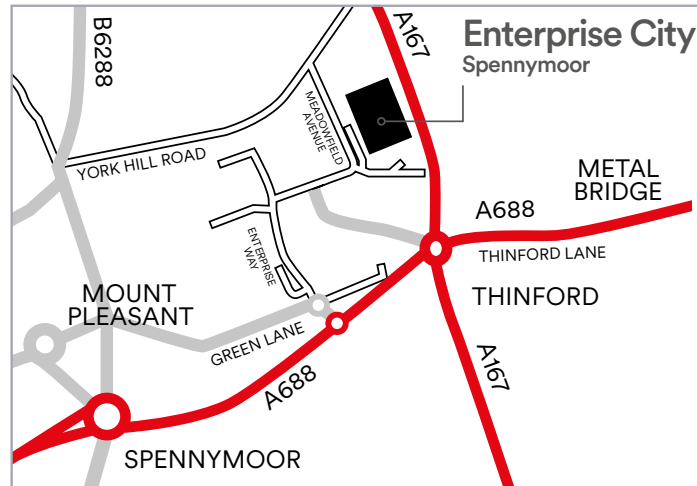 B6288
A167
Enterprise City
Spennymoor
MEADOWFIELD
AVENUE
YORK HILL ROAD
METAL
BRIDGE
A688
THINFORD LANE
ENTERPRISE
WAY
THINFORD
MOUNT
PLEASANT
GREEN LANE
A688
A167
SPENNYMOOR